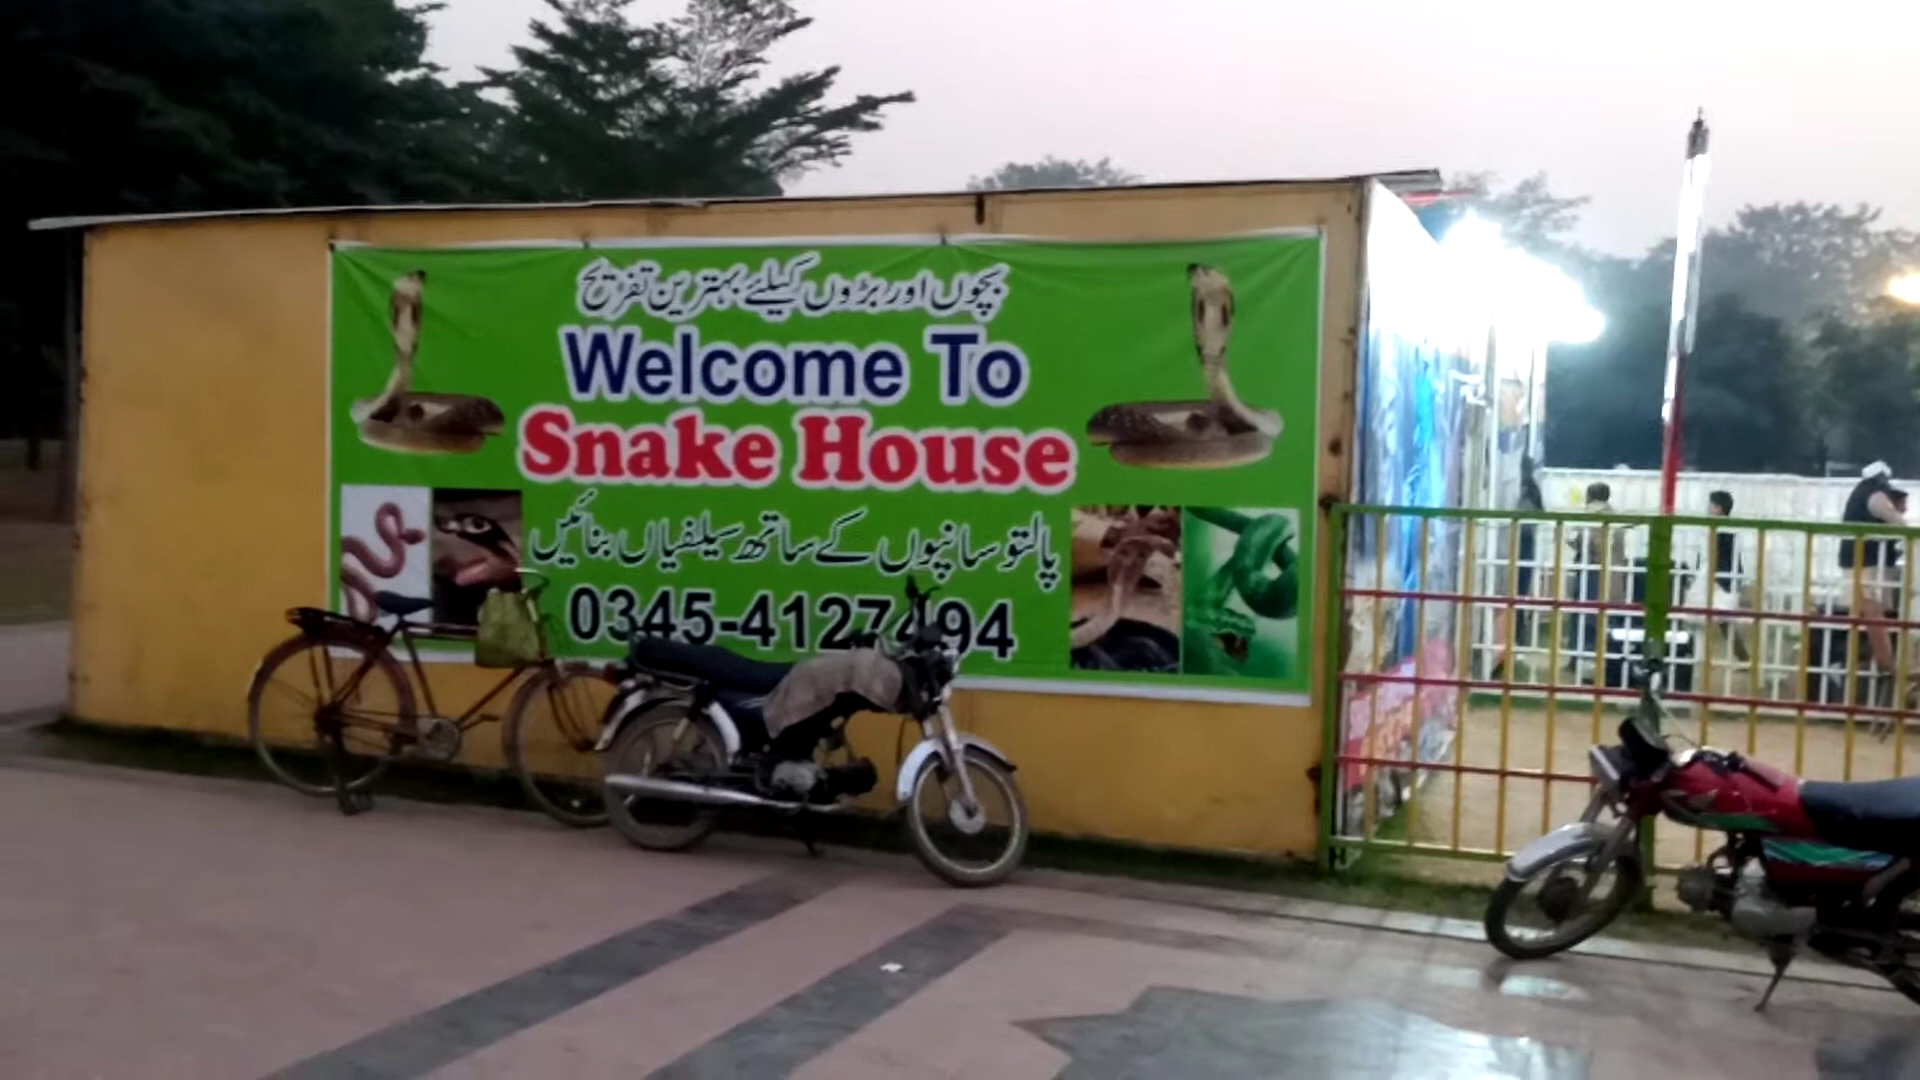 بچوں اور بڑوں کیلئے بہترین تفریح
Welcome To
Snake House
پالتو سانپوں کے ساتھ سیلفیاں بنائیں
0345-4127494